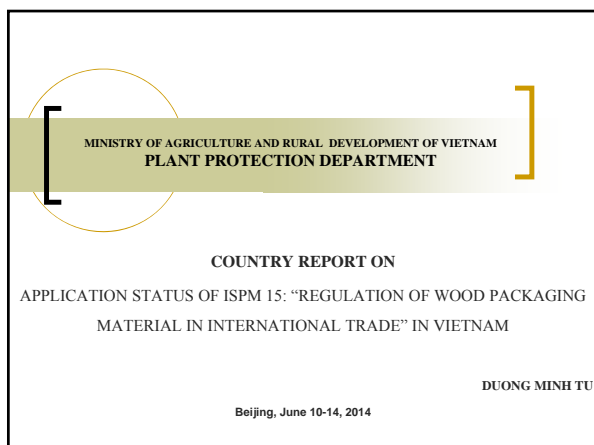 MINISTRY OF AGRICULTURE AND RURAL DEVELOPMENT OF VIETNAM
PLANT PROTECTION DEPARTMENT
COUNTRY REPORT ON
APPLICATION STATUS OF ISPM 15: “REGULATION OF WOOD PACKAGING
MATERIAL IN INTERNATIONAL TRADE” IN VIETNAM
DUONG MINH TU
Beijing, June 10-14, 2014